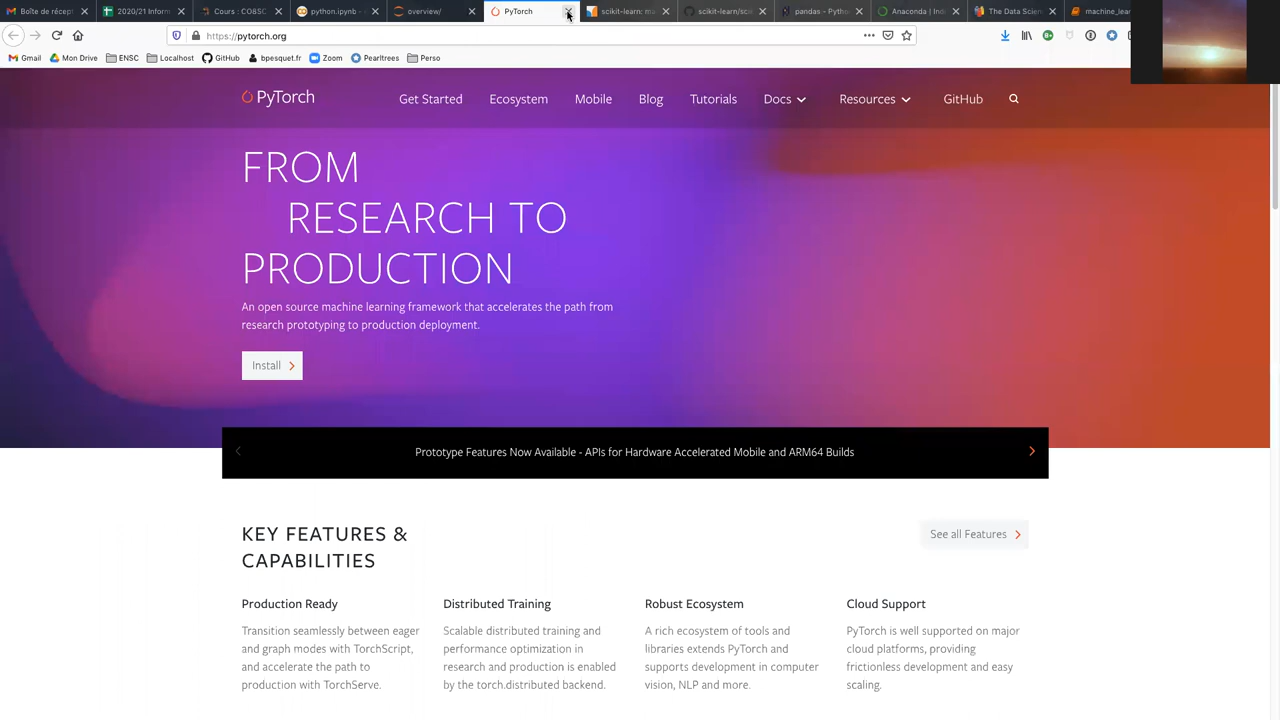 Boîte de récept
2020/21 Inform
Cours : CO8SC
python.ipynb -
overview/
PyTorch
scikit-learn: ma
scikit-learn/sci
pandas - Python
Anaconda | Indi
The Data Scien
machine_learn
https://pytorch.org
Gmail
Mon Drive
ENSC
Localhost
GitHub
bpesquet.fr
Zoom
Pearltrees
Perso
PyTorch
Get Started
Ecosystem
Mobile
Blog
Tutorials
Docs
Resources
GitHub
FROM
RESEARCH TO
PRODUCTION
An open source machine learning framework that accelerates the path from
research prototyping to production deployment.
Install
Prototype Features Now Available - APIs for Hardware Accelerated Mobile and ARM64 Builds
KEY FEATURES &
CAPABILITIES
See all Features
Production Ready
Transition seamlessly between eager
and graph modes with TorchScript,
and accelerate the path to
production with TorchServe.
Distributed Training
Scalable distributed training and
performance optimization in
research and production is enabled
by the torch.distributed backend.
Robust Ecosystem
A rich ecosystem of tools and
libraries extends PyTorch and
supports development in computer
vision, NLP and more.
Cloud Support
PyTorch is well supported on major
cloud platforms, providing
frictionless development and easy
scaling.